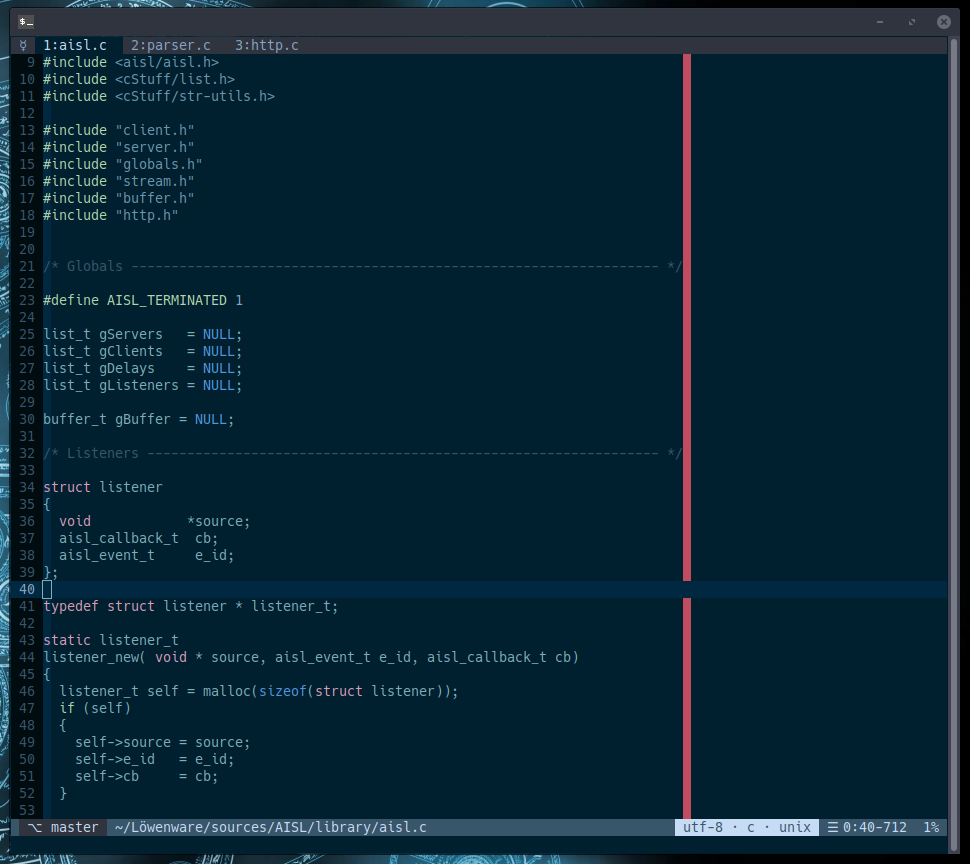 $_
☿ 1:aisl.c 2:parser.c 3:http.c
9 #include <aisl/aisl.h>
10 #include <cStuff/list.h>
11 #include <cStuff/str-utils.h>
12
13 #include "client.h"
14 #include "server.h"
15 #include "globals.h"
16 #include "stream.h"
17 #include "buffer.h"
18 #include "http.h"
19
20
21 /* Globals ------------------------------------------------------------------ */
22
23 #define AISL_TERMINATED 1
24
25 list_t gServers   = NULL;
26 list_t gClients   = NULL;
27 list_t gDelays    = NULL;
28 list_t gListeners = NULL;
29
30 buffer_t gBuffer = NULL;
31
32 /* Listeners ---------------------------------------------------------------- */
33
34 struct listener
35 {
36   void            *source;
37   aisl_callback_t  cb;
38   aisl_event_t     e_id;
39 };
40
41 typedef struct listener * listener_t;
42
43 static listener_t
44 listener_new( void * source, aisl_event_t e_id, aisl_callback_t cb)
45 {
46   listener_t self = malloc(sizeof(struct listener));
47   if (self)
48   {
49     self->source = source;
50     self->e_id   = e_id;
51     self->cb     = cb;
52   }
53
⌥ master ~/Löwenware/sources/AISL/library/aisl.c utf-8 · c · unix ☰ 0:40-712 1%